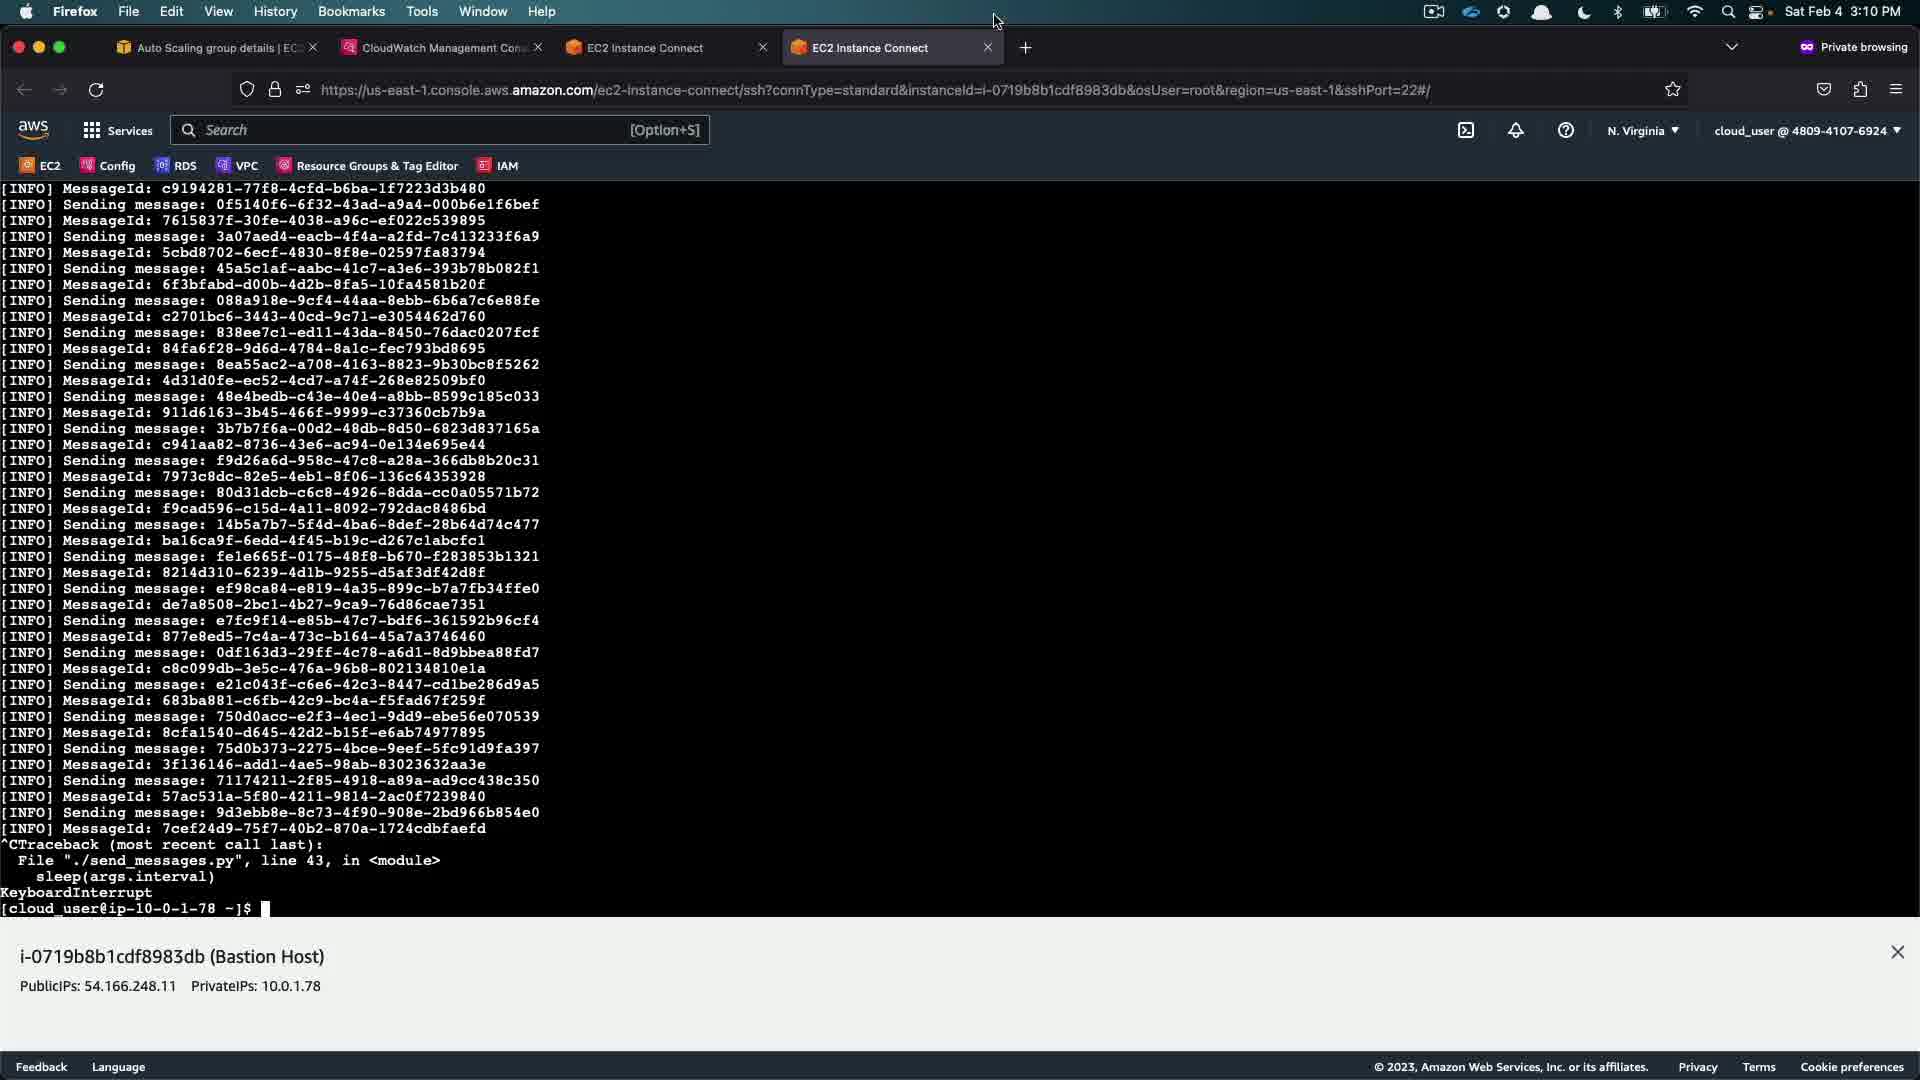 Firefox File Edit View History Bookmarks Tools Window Help Sat Feb 4 3:10 PM
Auto Scaling group details | EC CloudWatch Management Con EC2 Instance Connect EC2 Instance Connect Private browsing
https://us-east-1.console.aws.amazon.com/ec2-instance-connect/ssh?connType=standard&instanceId=i-0719b8b1cdf8983db&osUser=root&region=us-east-1&sshPort=22#/
aws Services Search [Option+S] N. Virginia cloud_user @ 4809-4107-6924
EC2 Config RDS VPC Resource Groups & Tag Editor IAM
[INFO] MessageId: c9194281-77f8-4cfd-b6ba-1f7223d3b480
[INFO] Sending message: 0f5140f6-6f32-43ad-a9a4-000b6e1f6bef
[INFO] MessageId: 7615837f-30fe-4038-a96c-ef022c539895
[INFO] Sending message: 3a07aed4-eacb-4f4a-a2fd-7c413233f6a9
[INFO] MessageId: 5cbd8702-6ecf-4830-8f8e-02597fa83794
[INFO] Sending message: 45a5c1af-aabc-41c7-a3e6-393b78b082f1
[INFO] MessageId: 6f3bfabd-d00b-4d2b-8fa5-10fa4581b20f
[INFO] Sending message: 088a918e-9cf4-44aa-8ebb-6b6a7c6e88fe
[INFO] MessageId: c2701bc6-3443-40cd-9c71-e3054462d760
[INFO] Sending message: 838ee7c1-ed11-43da-8450-76dac0207fcf
[INFO] MessageId: 84fa6f28-9d6d-4784-8a1c-fec793bd8695
[INFO] Sending message: 8ea55ac2-a708-4163-8823-9b30bc8f5262
[INFO] MessageId: 4d31d0fe-ec52-4cd7-a74f-268e82509bf0
[INFO] Sending message: 48e4bedb-c43e-40e4-a8bb-8599c185c033
[INFO] MessageId: 911d6163-3b45-466f-9999-c37360cb7b9a
[INFO] Sending message: 3b7b7f6a-00d2-48db-8d50-6823d837165a
[INFO] MessageId: c941aa82-8736-43e6-ac94-0e134e695e44
[INFO] Sending message: f9d26a6d-958c-47c8-a28a-366db8b20c31
[INFO] MessageId: 7973c8dc-82e5-4eb1-8f06-136c64353928
[INFO] Sending message: 80d31dcb-c6c8-4926-8dda-cc0a05571b72
[INFO] MessageId: f9cad596-c15d-4a11-8092-792dac8486bd
[INFO] Sending message: 14b5a7b7-5f4d-4ba6-8def-28b64d74c477
[INFO] MessageId: ba16ca9f-6edd-4f45-b19c-d267c1abcfc1
[INFO] Sending message: fe1e665f-0175-48f8-b670-f283853b1321
[INFO] MessageId: 8214d310-6239-4d1b-9255-d5af3df42d8f
[INFO] Sending message: ef98ca84-e819-4a35-899c-b7a7fb34ffe0
[INFO] MessageId: de7a8508-2bc1-4b27-9ca9-76d86cae7351
[INFO] Sending message: e7fc9f14-e85b-47c7-bdf6-361592b96cf4
[INFO] MessageId: 877e8ed5-7c4a-473c-b164-45a7a3746460
[INFO] Sending message: 0df163d3-29ff-4c78-a6d1-8d9bbea88fd7
[INFO] MessageId: c8c099db-3e5c-476a-96b8-802134810e1a
[INFO] Sending message: e21c043f-c6e6-42c3-8447-cd1be286d9a5
[INFO] MessageId: 683ba881-c6fb-42c9-bc4a-f5fad67f259f
[INFO] Sending message: 750d0acc-e2f3-4ec1-9dd9-ebe56e070539
[INFO] MessageId: 8cfa1540-d645-42d2-b15f-e6ab74977895
[INFO] Sending message: 75d0b373-2275-4bce-9eef-5fc91d9fa397
[INFO] MessageId: 3f136146-add1-4ae5-98ab-83023632aa3e
[INFO] Sending message: 71174211-2f85-4918-a89a-ad9cc438c350
[INFO] MessageId: 57ac531a-5f80-4211-9814-2ac0f7239840
[INFO] Sending message: 9d3ebb8e-8c73-4f90-908e-2bd966b854e0
[INFO] MessageId: 7cef24d9-75f7-40b2-870a-1724cdbfaefd
^CTraceback (most recent call last):
File "./send_messages.py", line 43, in <module>
sleep(args.interval)
KeyboardInterrupt
[cloud_user@ip-10-0-1-78 ~]$
i-0719b8b1cdf8983db (Bastion Host)
PublicIPs: 54.166.248.11 PrivateIPs: 10.0.1.78
Feedback Language © 2023, Amazon Web Services, Inc. or its affiliates. Privacy Terms Cookie preferences